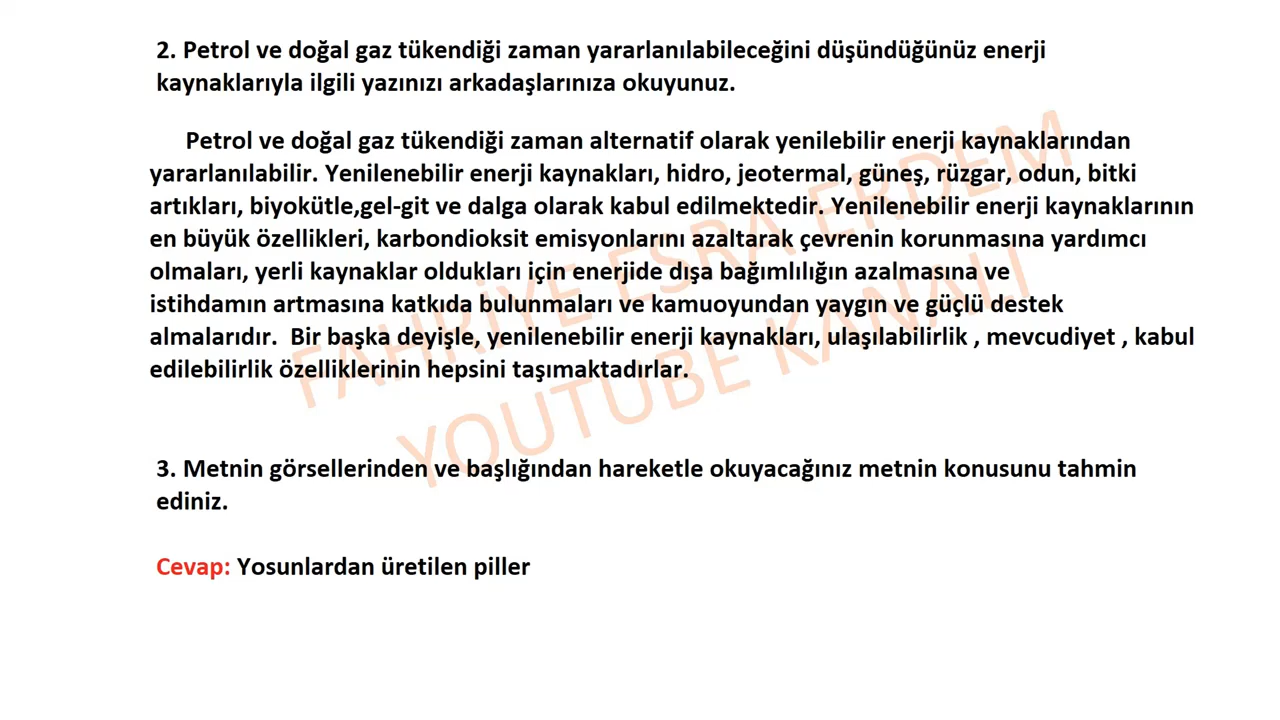 2. Petrol ve doğal gaz tükendiği zaman yararlanılabileceğini düşündüğünüz enerji
kaynaklarıyla ilgili yazınızı arkadaşlarınıza okuyunuz.
Petrol ve doğal gaz tükendiği zaman alternatif olarak yenilebilir enerji kaynaklarından
yararlanılabilir. Yenilenebilir enerji kaynakları, hidro, jeotermal, güneş, rüzgar, odun, bitki
artıkları, biyokütle,gel-git ve dalga olarak kabul edilmektedir. Yenilenebilir enerji kaynaklarının
en büyük özellikleri, karbondioksit emisyonlarını azaltarak çevrenin korunmasına yardımcı
olmaları, yerli kaynaklar oldukları için enerjide dışa bağımlılığın azalmasına ve
istihdamın artmasına katkıda bulunmaları ve kamuoyundan yaygın ve güçlü destek
almalarıdır.  Bir başka deyişle, yenilenebilir enerji kaynakları, ulaşılabilirlik , mevcudiyet , kabul
edilebilirlik özelliklerinin hepsini taşımaktadırlar.
FAHRİYE ESRA ERDEM
YOUTUBE KANALI
3. Metnin görsellerinden ve başlığından hareketle okuyacağınız metnin konusunu tahmin
ediniz.
Cevap: Yosunlardan üretilen piller